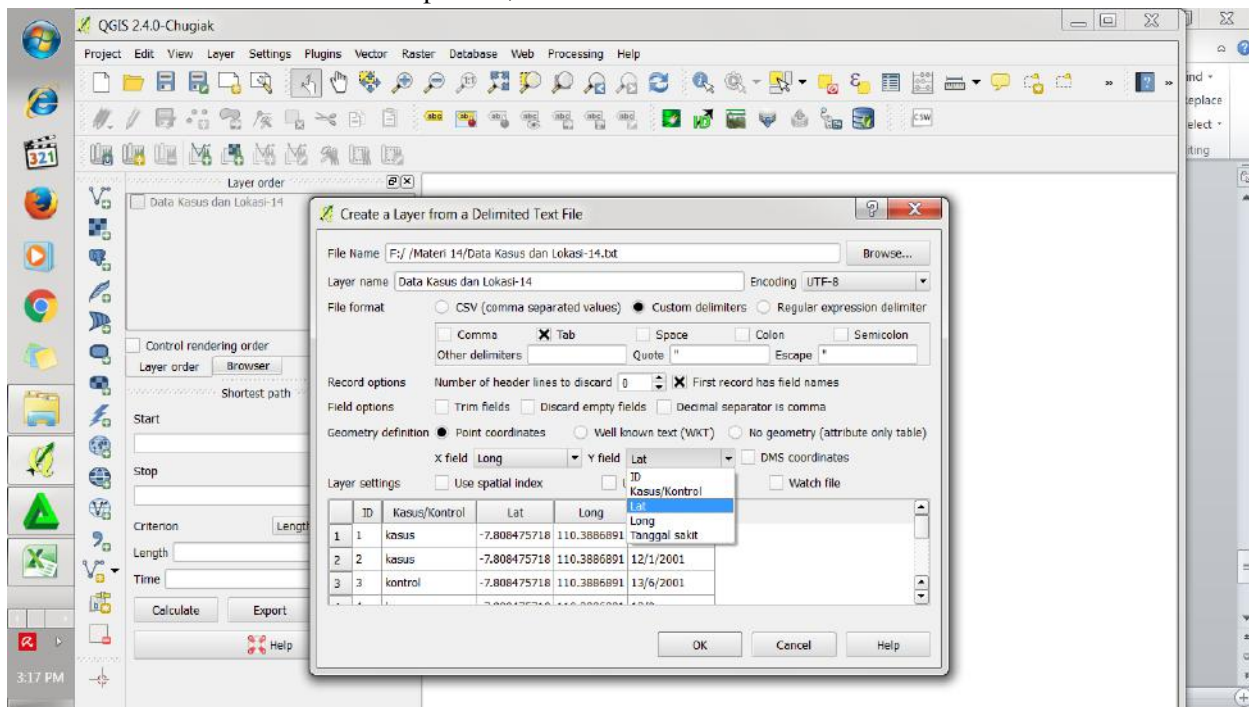 QGIS 2.4.0-Chugiak
Project Edit View Layer Settings Plugins Vector Raster Database Web Processing Help
CSW
321
Layer order
Data Kasus dan Lokasi-14
Control rendering order
Layer order Browser
Shortest path
Start
Stop
Criterion Length
Length
Time
Calculate Export
Help
3:17 PM
Create a Layer from a Delimited Text File
File Name F:/ /Materi 14/Data Kasus dan Lokasi-14.txt Browse...
Layer name Data Kasus dan Lokasi-14 Encoding UTF-8
File format CSV (comma separated values) Custom delimiters Regular expression delimiter
Comma Tab Space Colon Semicolon
Other delimiters Quote " Escape "
Record options Number of header lines to discard 0 First record has field names
Field options Trim fields Discard empty fields Decimal separator is comma
Geometry definition Point coordinates Well known text (WKT) No geometry (attribute only table)
X field Long Y field Lat DMS coordinates
ID
Kasus/Kontrol
Lat
Long
Tanggal sakit
Layer settings Use spatial index Watch file
ID Kasus/Kontrol Lat Long
1 1 kasus -7.808475718 110.3886891
2 2 kasus -7.808475718 110.3886891 12/1/2001
3 3 kontrol -7.808475718 110.3886891 13/6/2001
OK Cancel Help